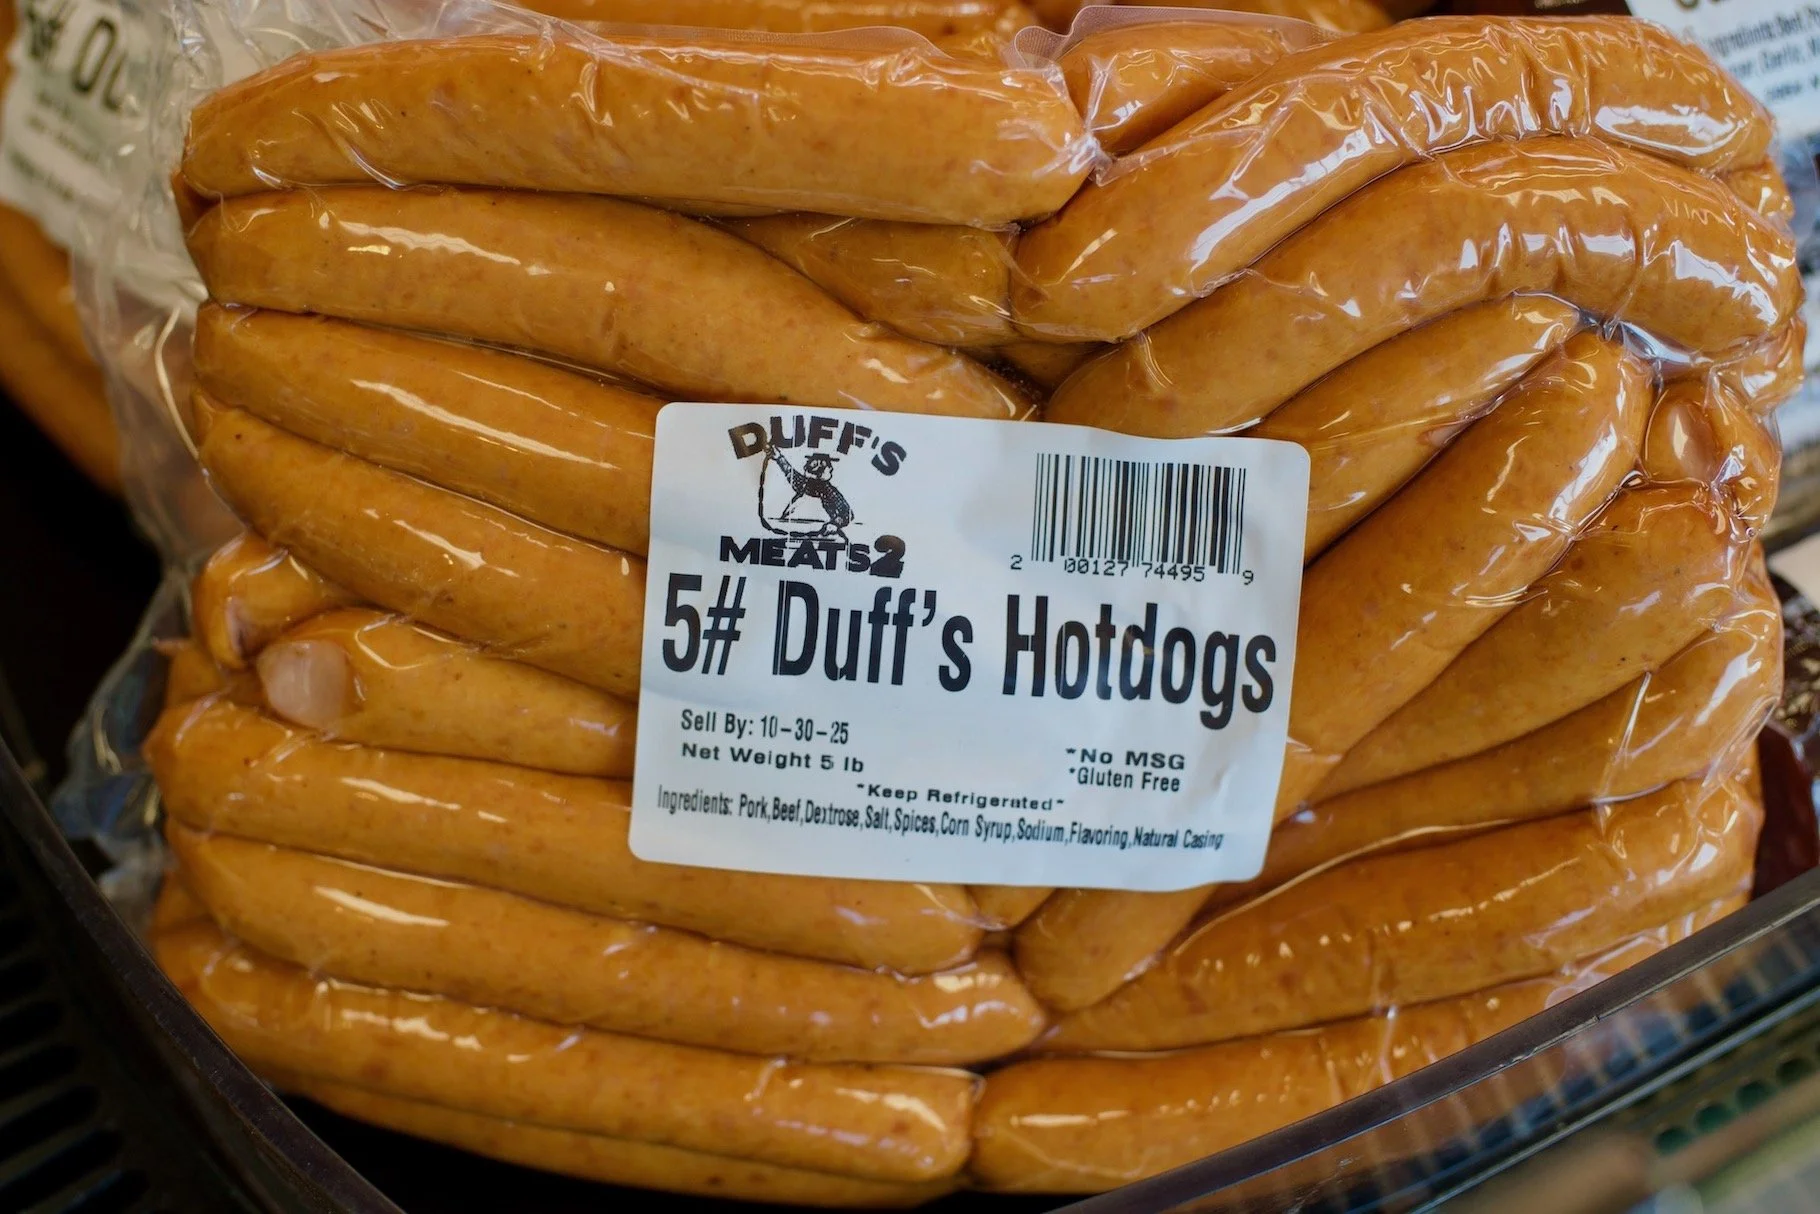 DUFF'S
MEATS2
2 00127 74495 9
5# Duff's Hotdogs
Sell By: 10-30-25
Net Weight 5 lb
*No MSG
*Gluten Free
*Keep Refrigerated*
Ingredients: Pork,Beef,Dextrose,Salt,Spices,Corn Syrup,Sodium,Flavoring,Natural Casing